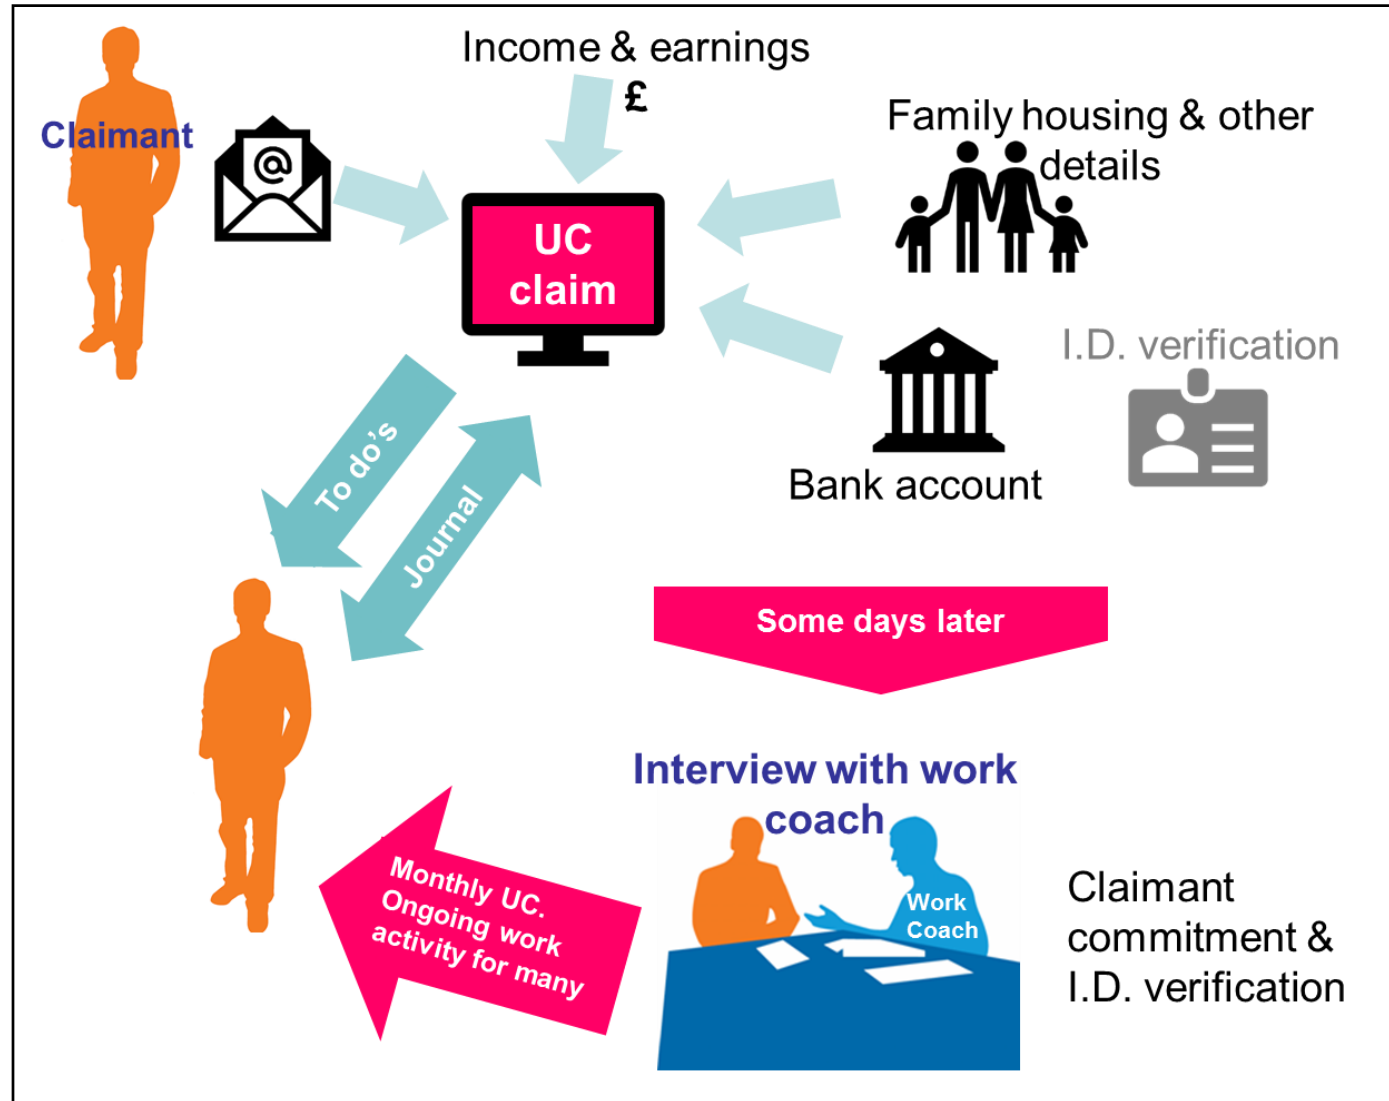 Income & earnings
£
Claimant
@
Family housing & other
details
UC
claim
I.D. verification
Bank account
To do's
Journal
Some days later
Interview with work
coach
Work
Coach
Monthly UC.
Ongoing work
activity for many
Claimant
commitment &
I.D. verification